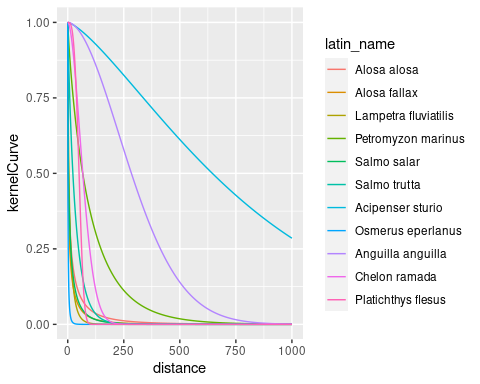 1.00
0.75
0.50
0.25
0.00
kernelCurve
0
250
500
750
1000
distance
latin_name
Alosa alosa
Alosa fallax
Lampetra fluviatilis
Petromyzon marinus
Salmo salar
Salmo trutta
Acipenser sturio
Osmerus eperlanus
Anguilla anguilla
Chelon ramada
Platichthys flesus